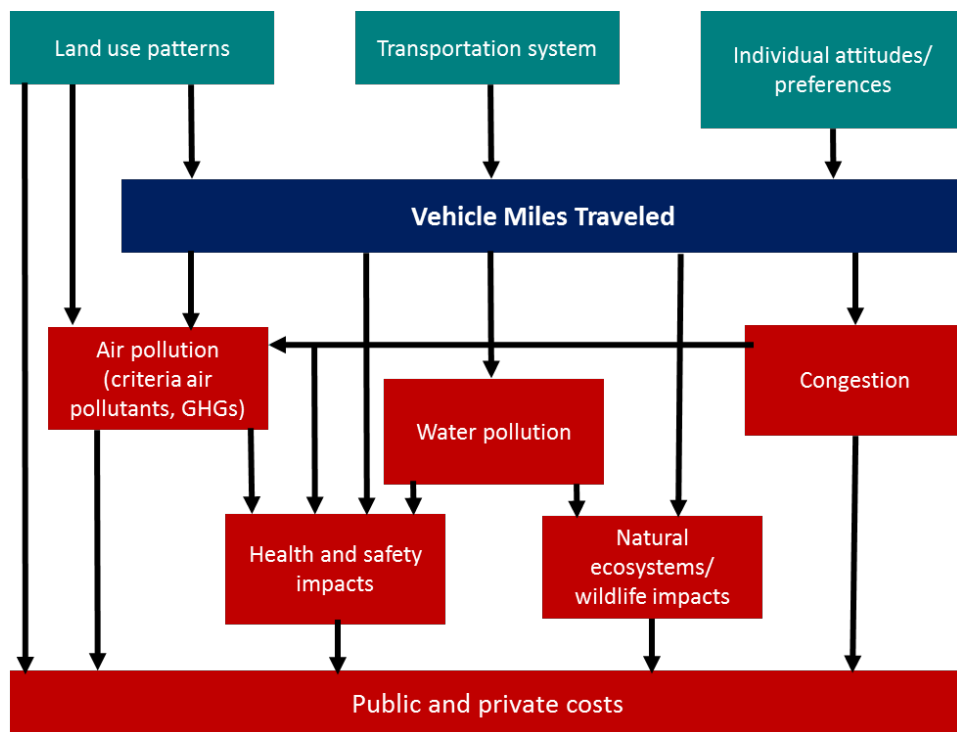 Land use patterns
Transportation system
Individual attitudes/
preferences
Vehicle Miles Traveled
Air pollution
(criteria air
pollutants, GHGs)
Congestion
Water pollution
Health and safety
impacts
Natural
ecosystems/
wildlife impacts
Public and private costs